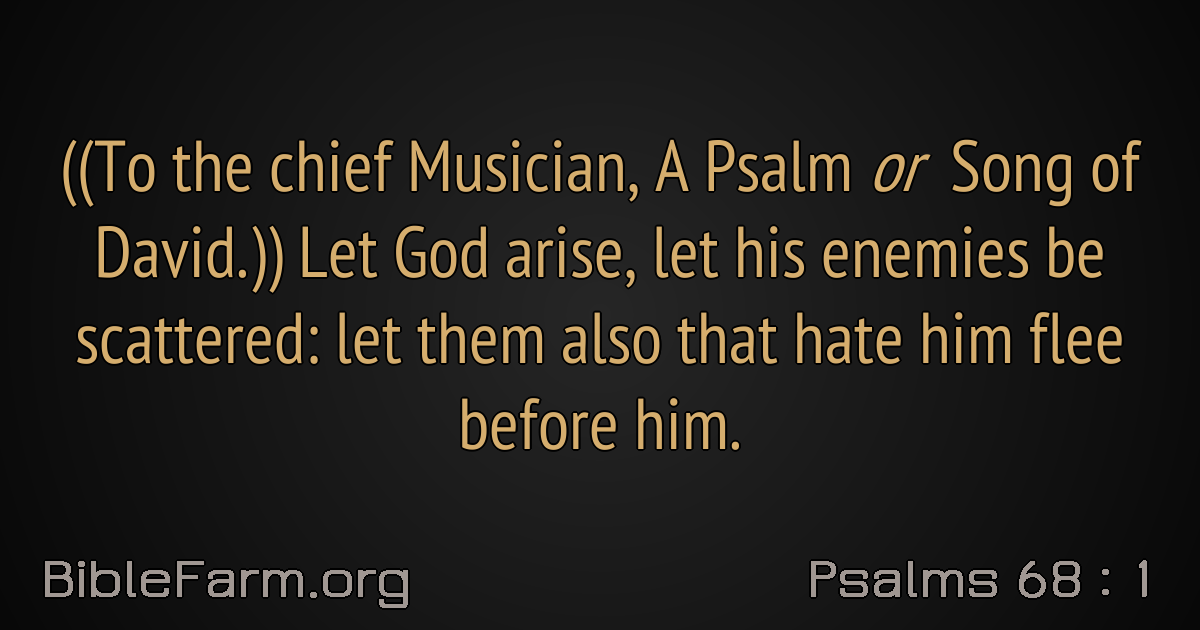 ((To the chief Musician, A Psalm or Song of
David.)) Let God arise, let his enemies be
scattered: let them also that hate him flee
before him.
BibleFarm.org
Psalms 68 : 1